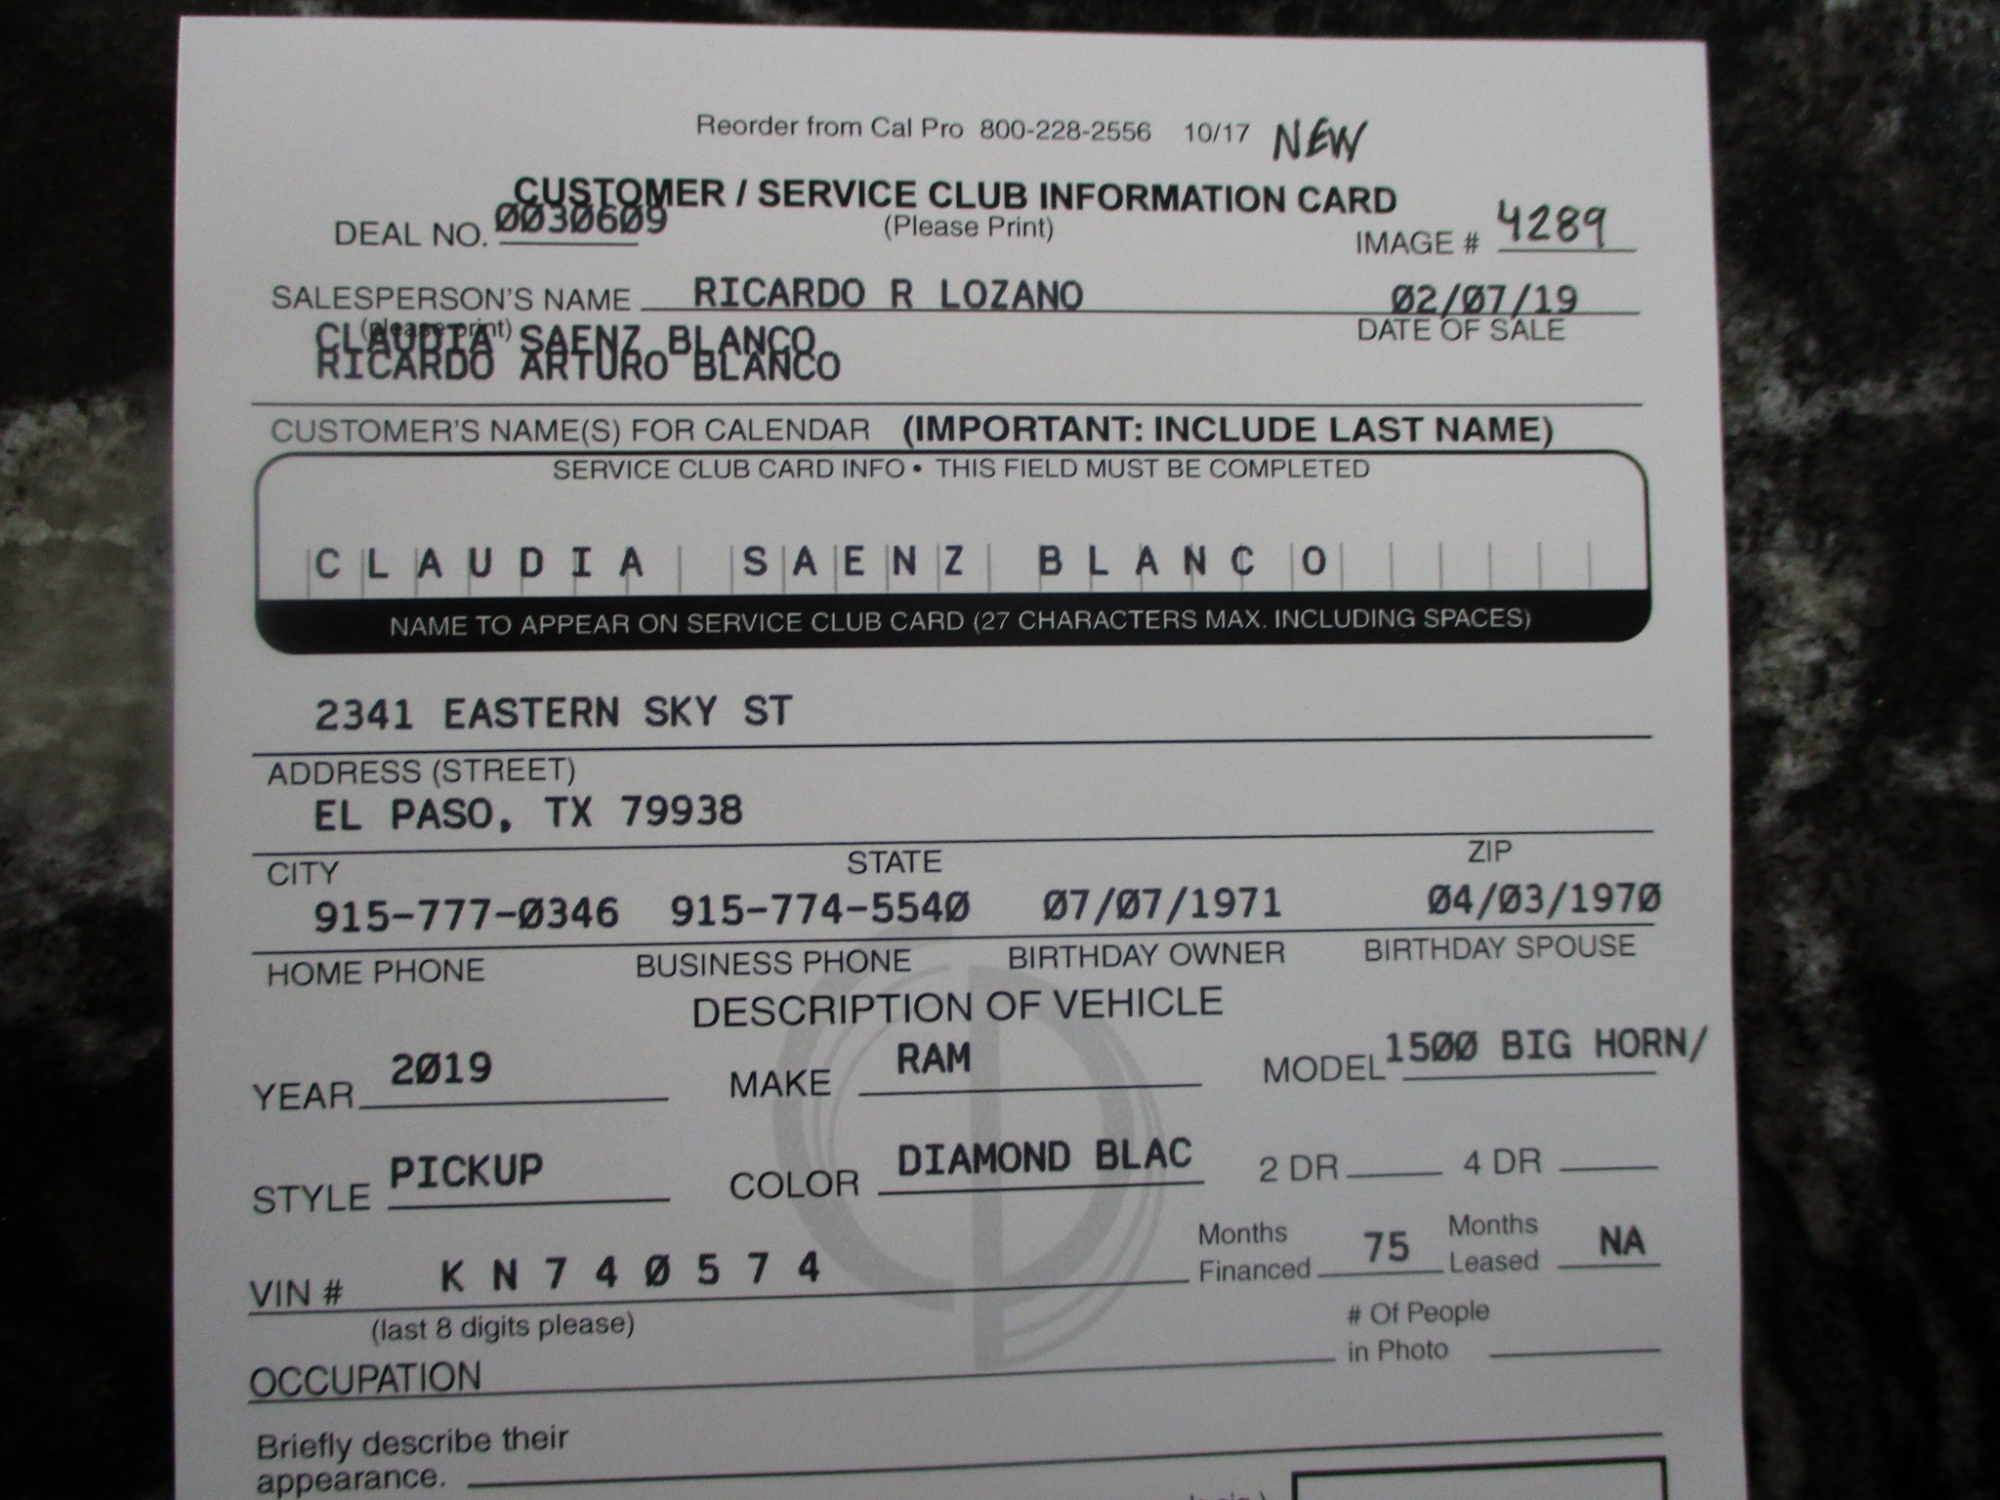 Reorder from Cal Pro 800-228-2556 10/17 NEW
CUSTOMER / SERVICE CLUB INFORMATION CARD
DEAL NO. 0030609 (Please Print) IMAGE # 4289
SALESPERSON'S NAME RICARDO R LOZANO 02/07/19
(please print) DATE OF SALE
CLAUDIA SAENZ BLANCO
RICARDO ARTURO BLANCO
CUSTOMER'S NAME(S) FOR CALENDAR (IMPORTANT: INCLUDE LAST NAME)
SERVICE CLUB CARD INFO • THIS FIELD MUST BE COMPLETED
CLAUDIA SAENZ BLANCO
NAME TO APPEAR ON SERVICE CLUB CARD (27 CHARACTERS MAX. INCLUDING SPACES)
2341 EASTERN SKY ST
ADDRESS (STREET)
EL PASO, TX 79938
CITY STATE ZIP
915-777-0346 915-774-5540 07/07/1971 04/03/1970
HOME PHONE BUSINESS PHONE BIRTHDAY OWNER BIRTHDAY SPOUSE
DESCRIPTION OF VEHICLE
YEAR 2019 MAKE RAM MODEL 1500 BIG HORN/
STYLE PICKUP COLOR DIAMOND BLAC 2 DR 4 DR
VIN # KN740574 Months Financed 75 Months Leased NA
(last 8 digits please) # Of People
in Photo
OCCUPATION
Briefly describe their
appearance.